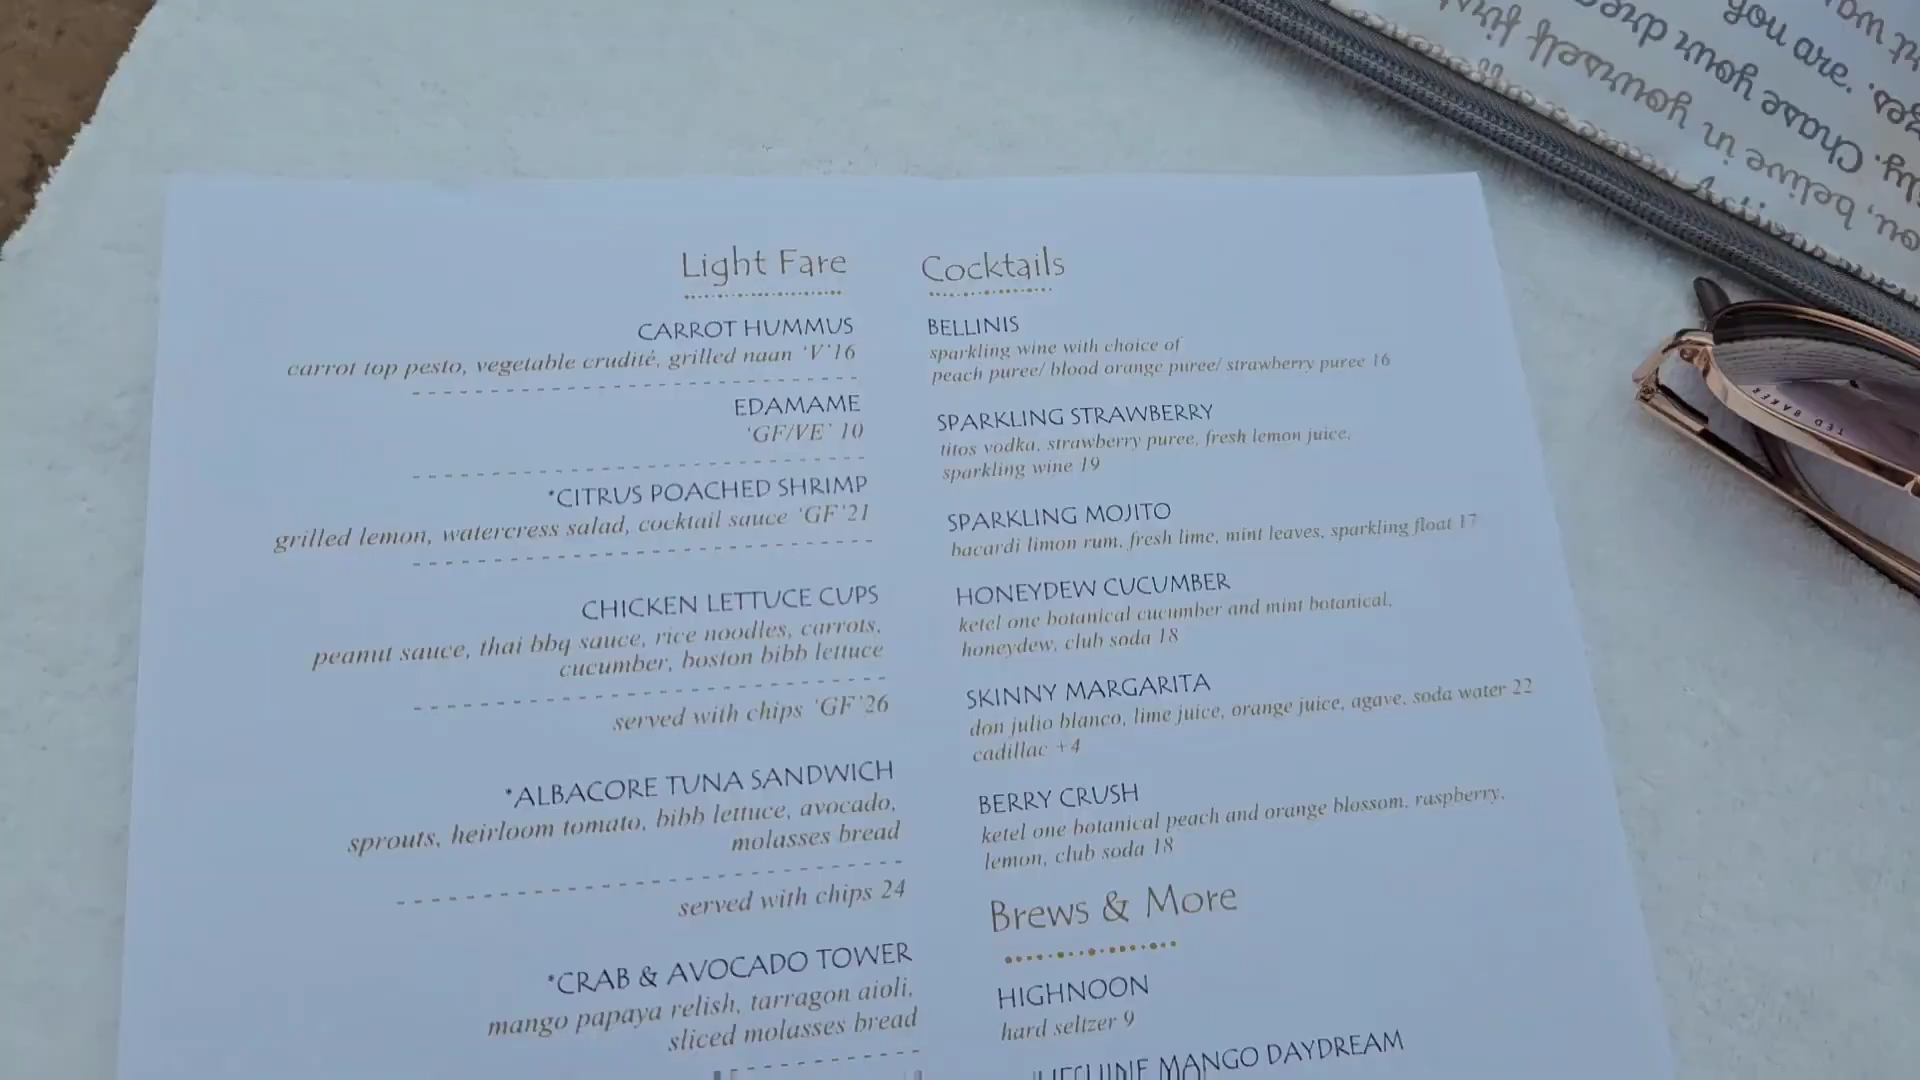 Light Fare
CARROT HUMMUS
carrot top pesto, vegetable crudité, grilled naan 'V'16
EDAMAME
'GF/VE' 10
*CITRUS POACHED SHRIMP
grilled lemon, watercress salad, cocktail sauce 'GF'21
CHICKEN LETTUCE CUPS
peanut sauce, thai bbq sauce, rice noodles, carrots,
cucumber, boston bibb lettuce
served with chips 'GF'26
*ALBACORE TUNA SANDWICH
sprouts, heirloom tomato, bibb lettuce, avocado,
molasses bread
served with chips 24
*CRAB & AVOCADO TOWER
mango papaya relish, tarragon aioli,
sliced molasses bread
Cocktails
BELLINIS
sparkling wine with choice of
peach puree/ blood orange puree/ strawberry puree 16
SPARKLING STRAWBERRY
titos vodka, strawberry puree, fresh lemon juice,
sparkling wine 19
SPARKLING MOJITO
bacardi limon rum, fresh lime, mint leaves, sparkling float 17
HONEYDEW CUCUMBER
ketel one botanical cucumber and mint botanical,
honeydew, club soda 18
SKINNY MARGARITA
don julio blanco, lime juice, orange juice, agave, soda water 22
cadillac +4
BERRY CRUSH
ketel one botanical peach and orange blossom, raspberry,
lemon, club soda 18
Brews & More
HIGHNOON
hard seltzer 9
MANGO DAYDREAM
you are.
Chase your
believe in yourself
TED BAKER